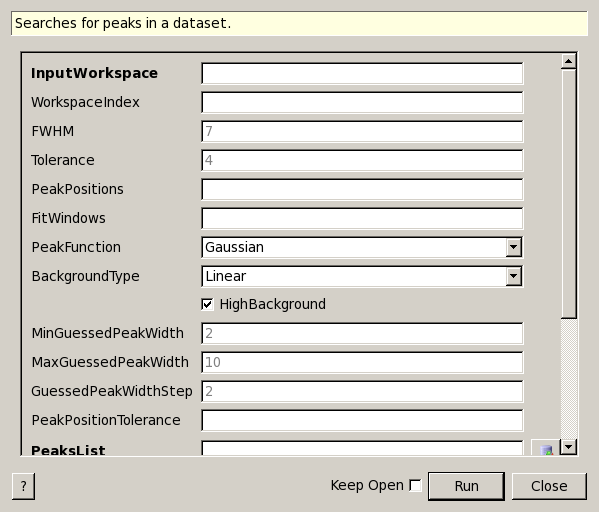 Searches for peaks in a dataset.
InputWorkspace
WorkspaceIndex
FWHM 7
Tolerance 4
PeakPositions
FitWindows
PeakFunction Gaussian
BackgroundType Linear
HighBackground
MinGuessedPeakWidth 2
MaxGuessedPeakWidth 10
GuessedPeakWidthStep 2
PeakPositionTolerance
PeaksList
? Keep Open Run Close